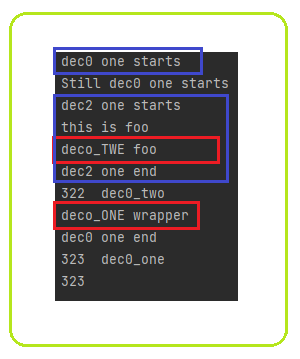 dec0 one starts
Still dec0 one starts
dec2 one starts
this is foo
deco_TWE foo
dec2 one end
322  dec0_two
deco_ONE wrapper
dec0 one end
323  dec0_one
323